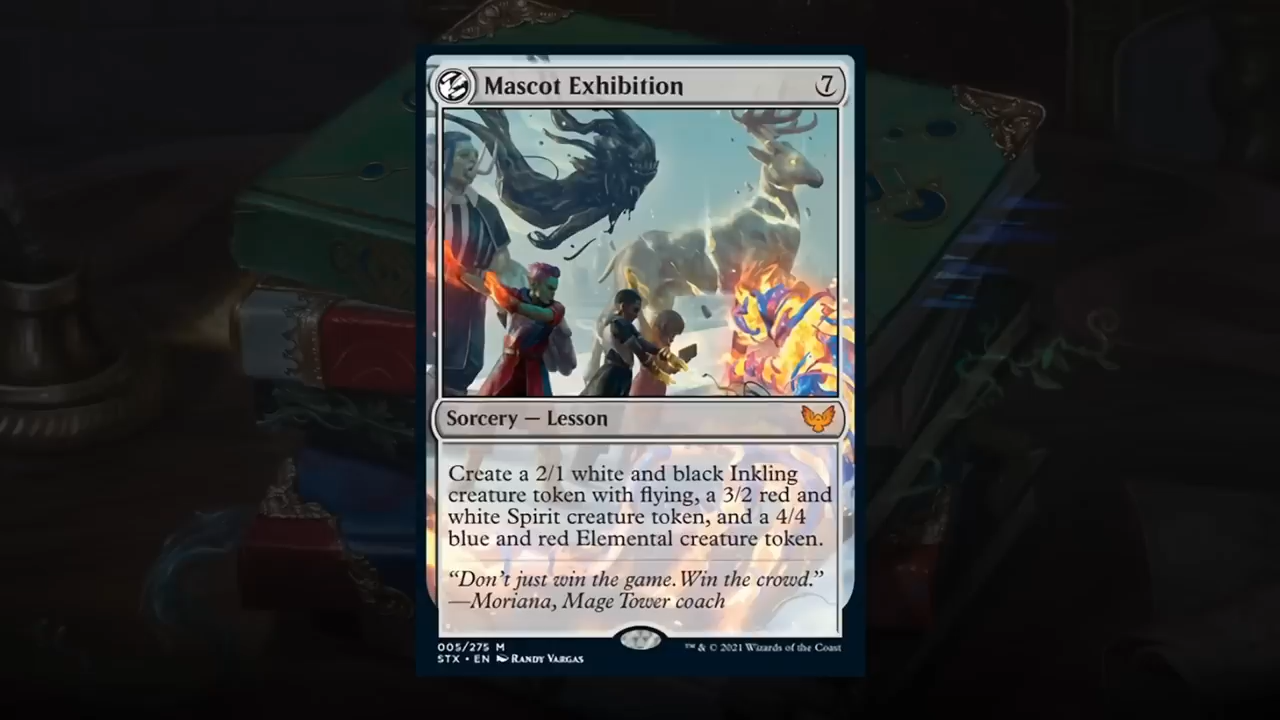 Mascot Exhibition 7
Sorcery — Lesson
Create a 2/1 white and black Inkling
creature token with flying, a 3/2 red and
white Spirit creature token, and a 4/4
blue and red Elemental creature token.
“Don’t just win the game. Win the crowd.”
—Moriana, Mage Tower coach
005/275 M
STX • EN Randy Vargas
™ & © 2021 Wizards of the Coast